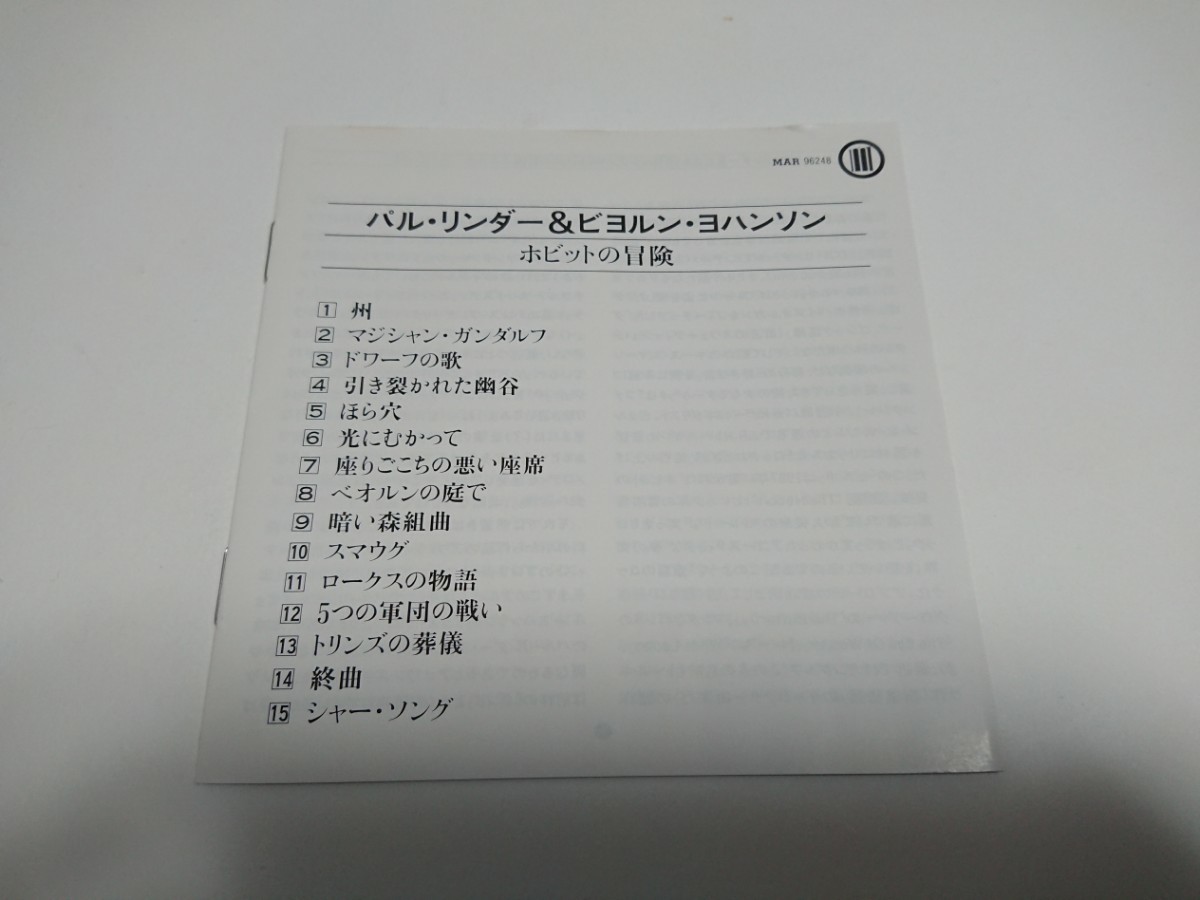 MAR 96248
パル・リンダー&ビヨルン・ヨハンソン
ホビットの冒険
1 州
2 マジシャン・ガンダルフ
3 ドワーフの歌
4 引き裂かれた幽谷
5 ほら穴
6 光にむかって
7 座りごこちの悪い座席
8 ベオルンの庭で
9 暗い森組曲
10 スマウグ
11 ロークスの物語
12 5つの軍団の戦い
13 トリンズの葬儀
14 終曲
15 シャー・ソング